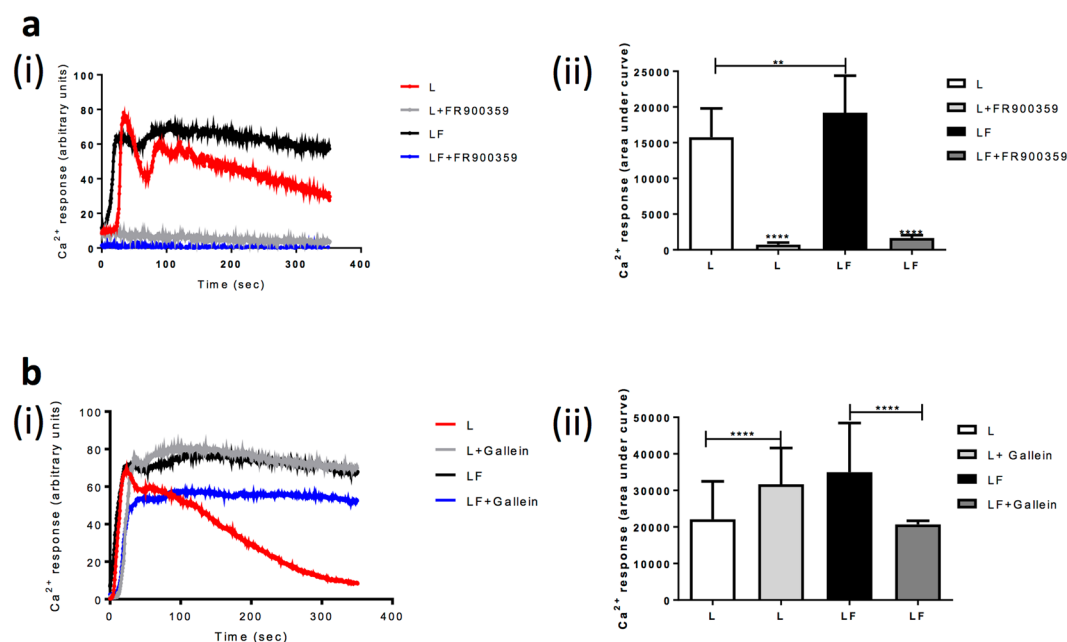 a
(i)
Ca2+ response (arbitrary units)
100
80
60
40
20
0
0
100
200
300
400
Time (sec)
L
L+FR900359
LF
LF+FR900359
(ii)
Ca2+ response (area under curve)
25000
20000
15000
10000
5000
0
**
****
****
L
L
LF
LF
L
L+FR900359
LF
LF+FR900359
b
(i)
Ca2+ response (arbitrary units)
100
80
60
40
20
0
0
100
200
300
400
Time (sec)
L
L+Gallein
LF
LF+Gallein
(ii)
Ca2+ response (area under curve)
50000
40000
30000
20000
10000
0
****
****
L
L
LF
LF
L
L+ Gallein
LF
LF+Gallein